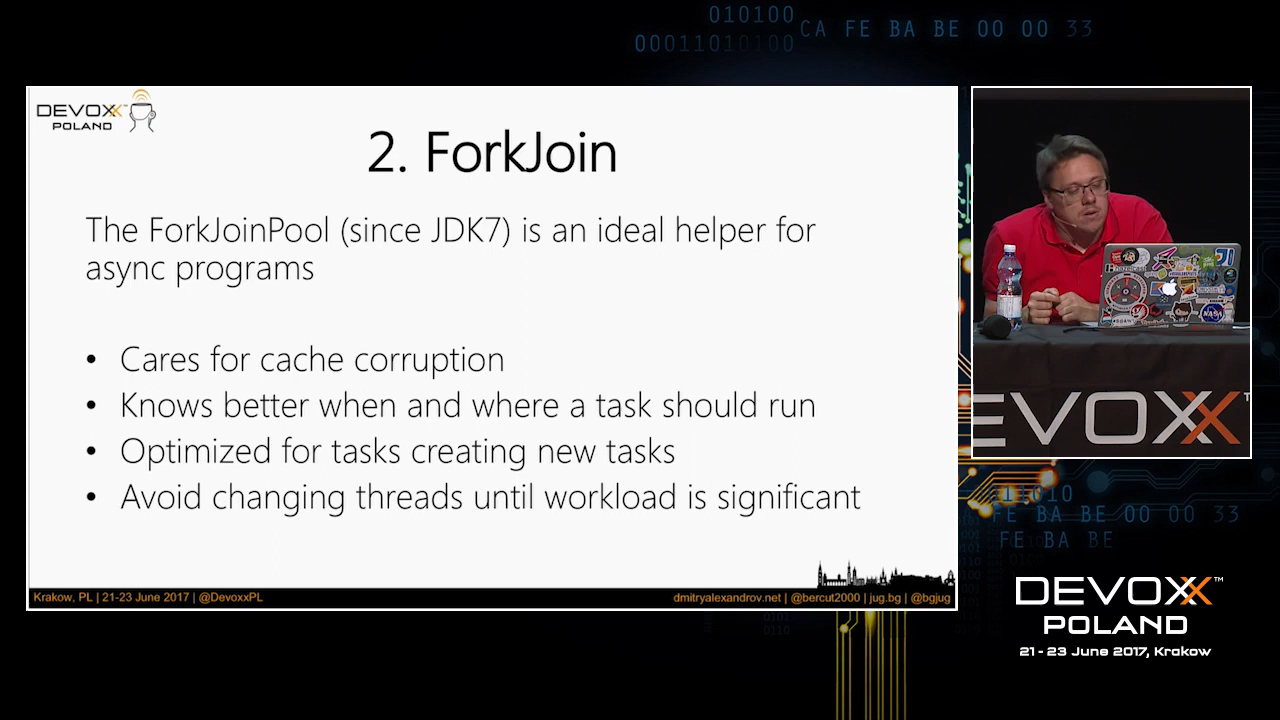 010100
CA FE BA BE 00 00 33
00011010100
DEVOXX™
POLAND
2. ForkJoin
The ForkJoinPool (since JDK7) is an ideal helper for
async programs
• Cares for cache corruption
• Knows better when and where a task should run
• Optimized for tasks creating new tasks
• Avoid changing threads until workload is significant
Krakow, PL | 21-23 June 2017 | @DevoxxPL
dmitryalexandrov.net | @bercut2000 | jug.bg | @bgjug
NASA
EVOXX
011010
FE BA BE 00 00 33
FE BA BE
DEVOXX™
POLAND
21 - 23 June 2017, Krakow